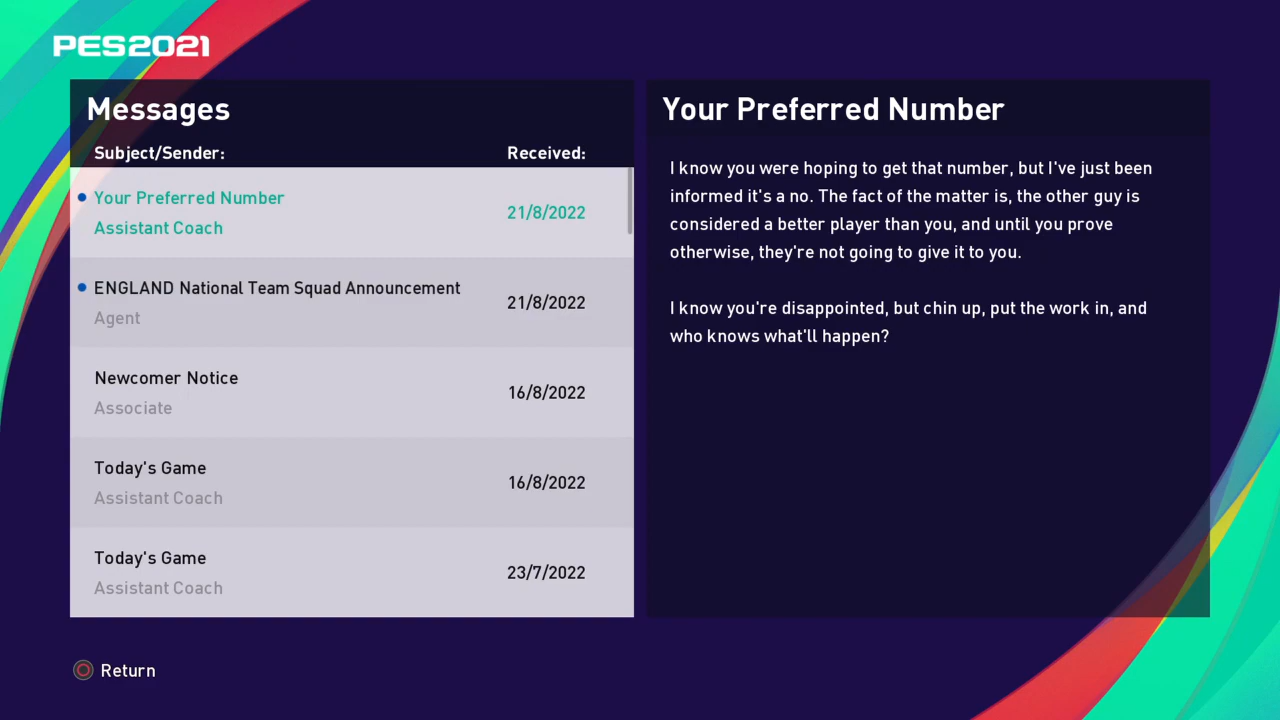 PES2021
Messages
Subject/Sender:
Received:
Your Preferred Number
Assistant Coach
21/8/2022
ENGLAND National Team Squad Announcement
Agent
21/8/2022
Newcomer Notice
Associate
16/8/2022
Today's Game
Assistant Coach
16/8/2022
Today's Game
Assistant Coach
23/7/2022
Your Preferred Number
I know you were hoping to get that number, but I've just been
informed it's a no. The fact of the matter is, the other guy is
considered a better player than you, and until you prove
otherwise, they're not going to give it to you.
I know you're disappointed, but chin up, put the work in, and
who knows what'll happen?
Return